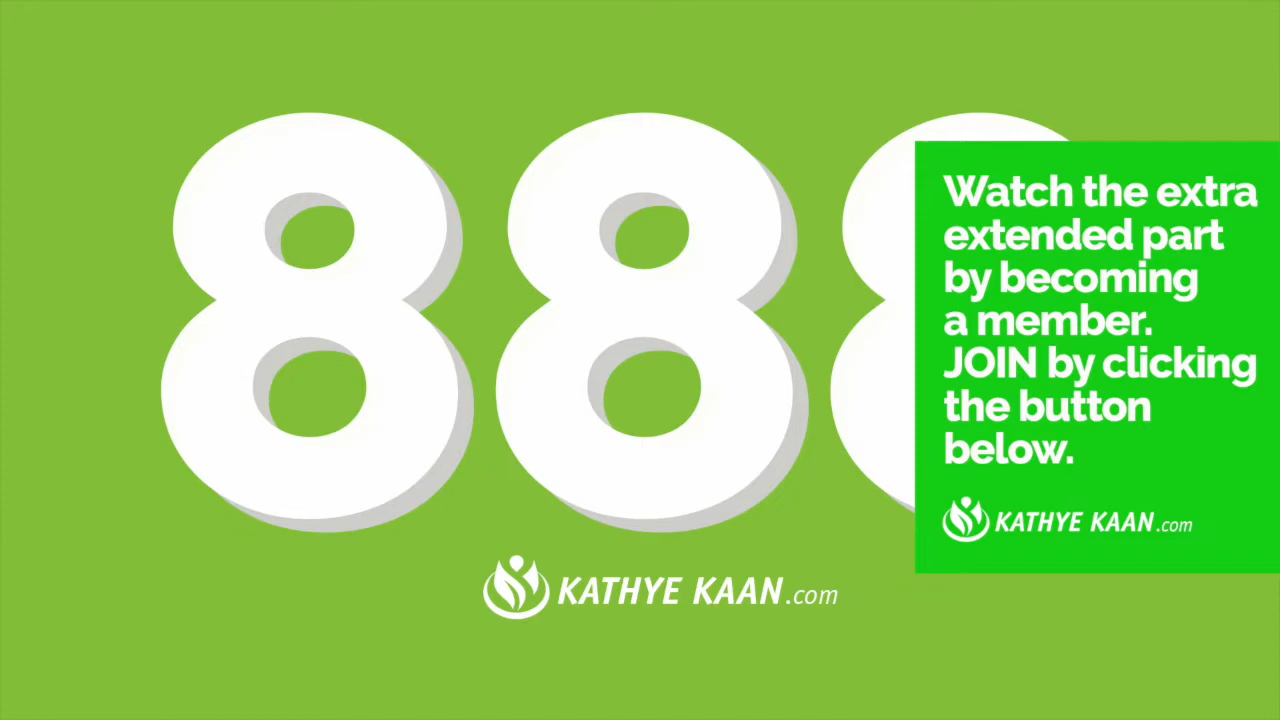 888
KATHYE KAAN.com
Watch the extra
extended part
by becoming
a member.
JOIN by clicking
the button
below.
KATHYE KAAN.com